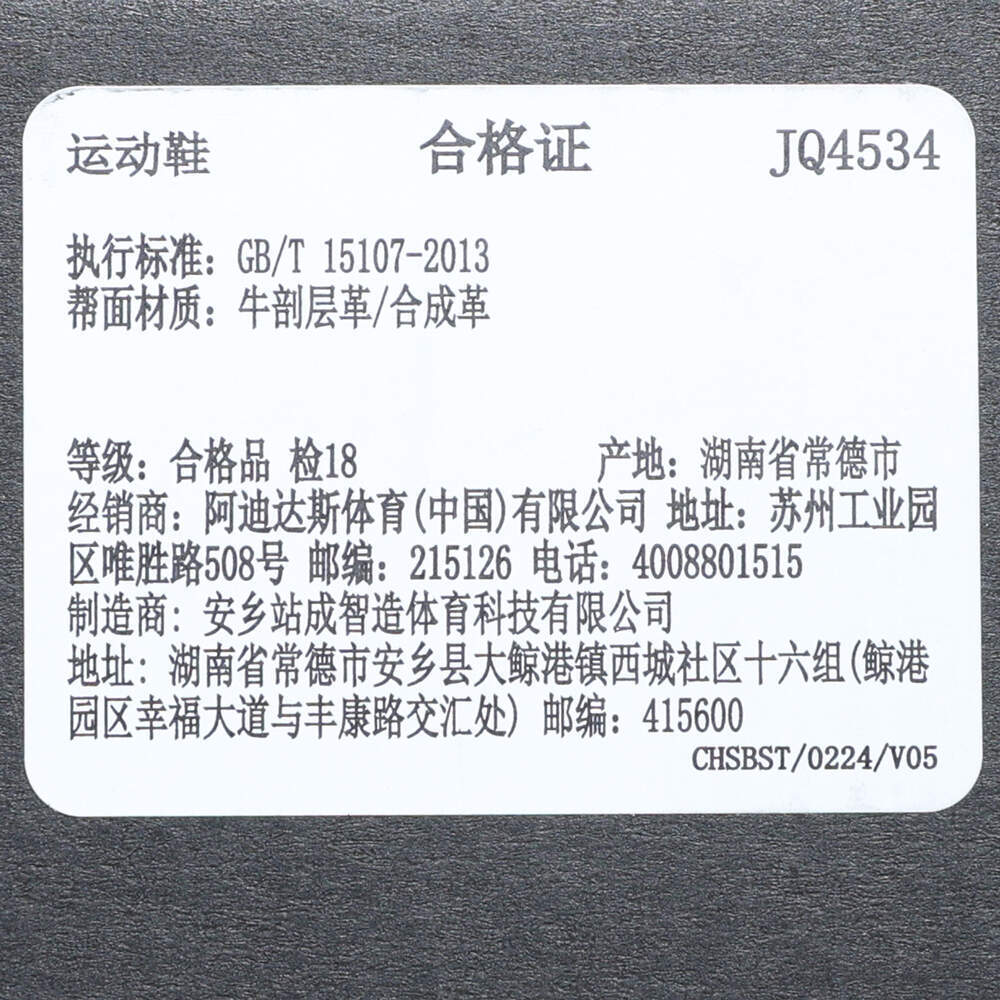 运动鞋 合格证 JQ4534
执行标准：GB/T 15107-2013
帮面材质：牛剖层革/合成革
等级：合格品 检18 产地：湖南省常德市
经销商：阿迪达斯体育(中国)有限公司 地址：苏州工业园
区唯胜路508号 邮编：215126 电话：4008801515
制造商：安乡站成智造体育科技有限公司
地址：湖南省常德市安乡县大鲸港镇西城社区十六组(鲸港
园区幸福大道与丰康路交汇处) 邮编：415600
CHSBST/0224/V05